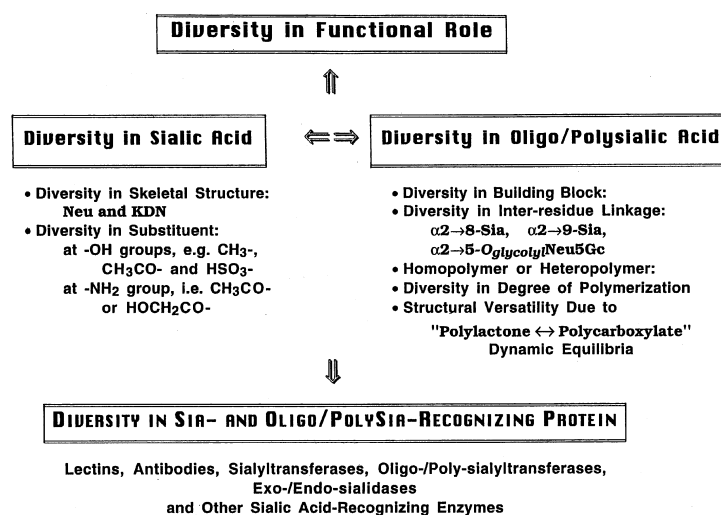 Diversity in Functional Role
⇑
Diversity in Sialic Acid
⇐⇒
Diversity in Oligo/Polysialic Acid
• Diversity in Skeletal Structure:
Neu and KDN
• Diversity in Substituent:
at -OH groups, e.g. CH3-,
CH3CO- and HSO3-
at -NH2 group, i.e. CH3CO-
or HOCH2CO-
• Diversity in Building Block:
• Diversity in Inter-residue Linkage:
α2→8-Sia, α2→9-Sia,
α2→5-OglycolylNeu5Gc
• Homopolymer or Heteropolymer:
• Diversity in Degree of Polymerization
• Structural Versatility Due to
"Polylactone ↔ Polycarboxylate"
Dynamic Equilibria
⇓
DIVERSITY IN SIA- AND OLIGO/POLYSIA-RECOGNIZING PROTEIN
Lectins, Antibodies, Sialyltransferases, Oligo-/Poly-sialyltransferases,
Exo-/Endo-sialidases
and Other Sialic Acid-Recognizing Enzymes